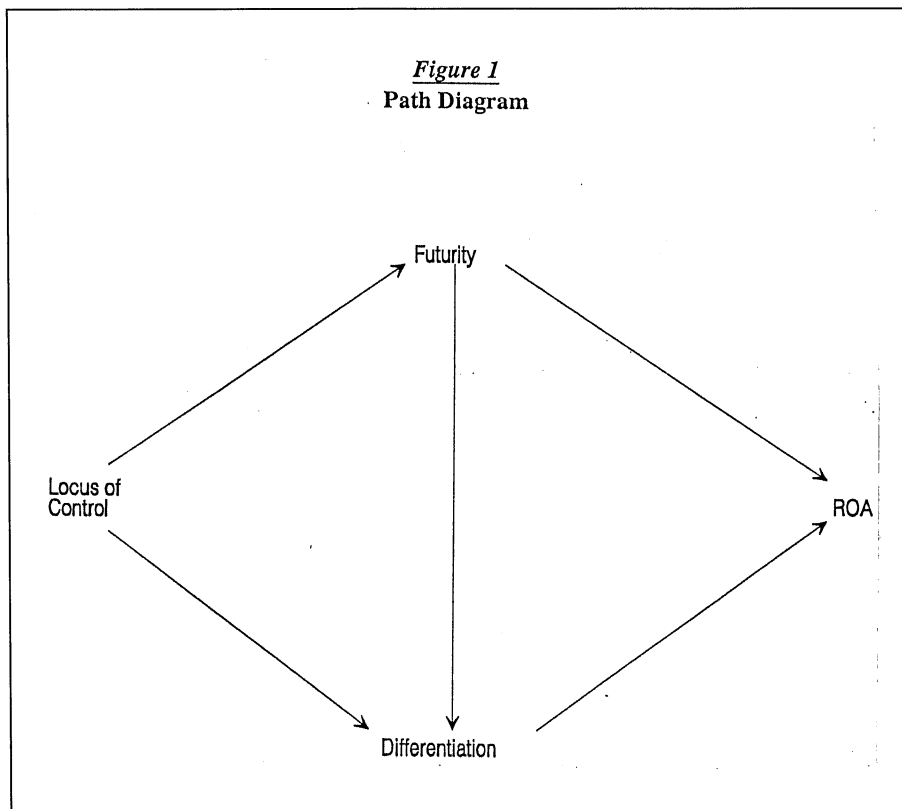 Figure 1
Path Diagram
Futurity
Locus of
Control
ROA
Differentiation